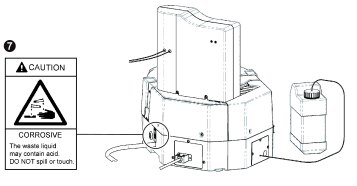 7
CAUTION
CORROSIVE
The waste liquid
may contain acid.
DO NOT spill or touch.